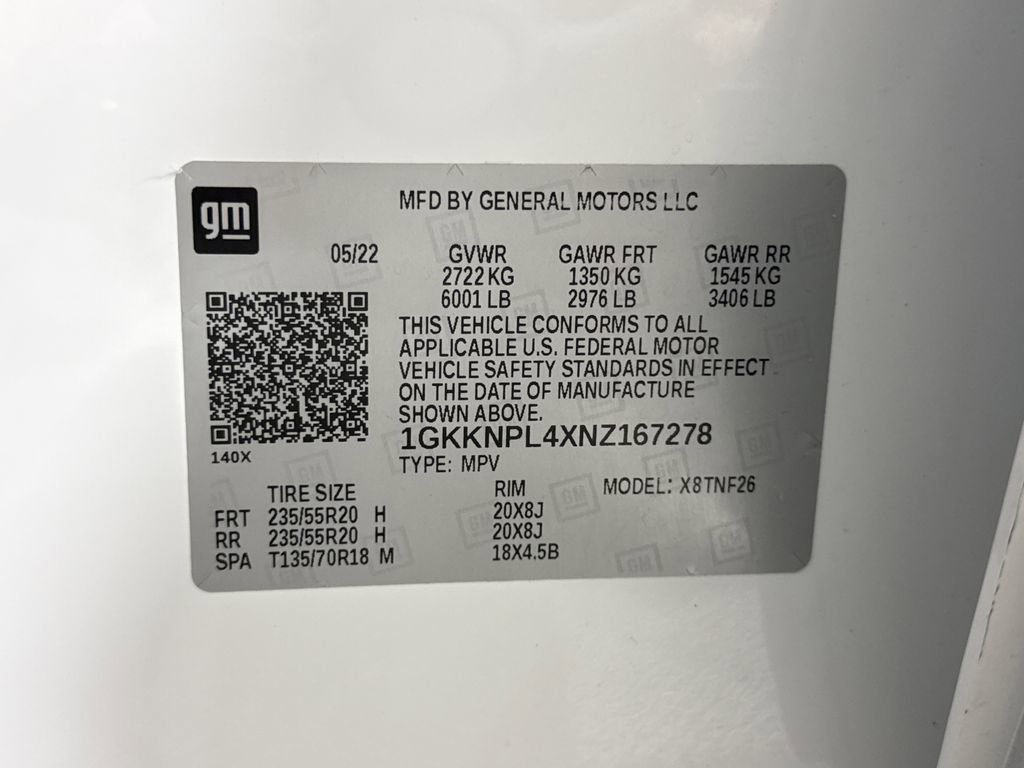 gm
MFD BY GENERAL MOTORS LLC
05/22 GVWR GAWR FRT GAWR RR
2722 KG 1350 KG 1545 KG
6001 LB 2976 LB 3406 LB
THIS VEHICLE CONFORMS TO ALL
APPLICABLE U.S. FEDERAL MOTOR
VEHICLE SAFETY STANDARDS IN EFFECT
ON THE DATE OF MANUFACTURE
SHOWN ABOVE.
1GKKNPL4XNZ167278
140X
TYPE: MPV
TIRE SIZE RIM MODEL: X8TNF26
FRT 235/55R20 H 20X8J
RR 235/55R20 H 20X8J
SPA T135/70R18 M 18X4.5B